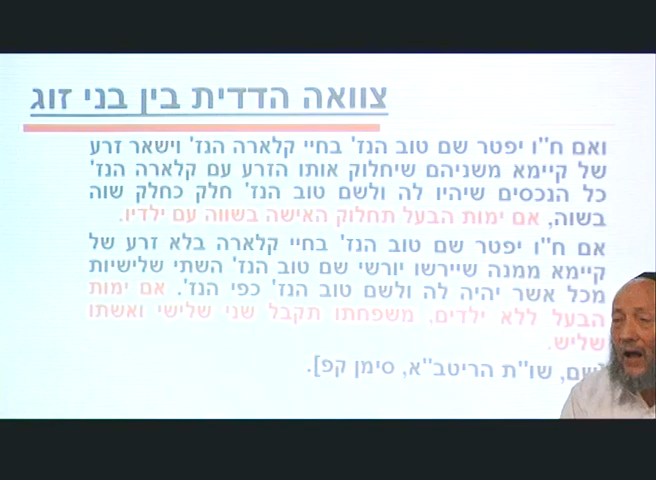 צוואה הדדית בין בני זוג
ואם ח''ו יפטר שם טוב הנז' בחיי קלארה הנז' וישאר זרע
של קיימא משניהם שיחלוק אותו הזרע עם קלארה הנז'
כל הנכסים שיהיו לה ולשם טוב הנז' חלק כחלק שוה
בשוה, אם ימות הבעל תחלוק האישה בשווה עם ילדיו.
אם ח''ו יפטר שם טוב הנז' בחיי קלארה בלא זרע של
קיימא ממנה שיירשו יורשי שם טוב הנז' השתי שלישיות
מכל אשר יהיה לה ולשם טוב הנז' כפי הנז'. אם ימות
הבעל ללא ילדים, משפחתו תקבל שני שלישי ואשתו
שליש.
[שם, שו''ת הריטב''א, סימן קפ].